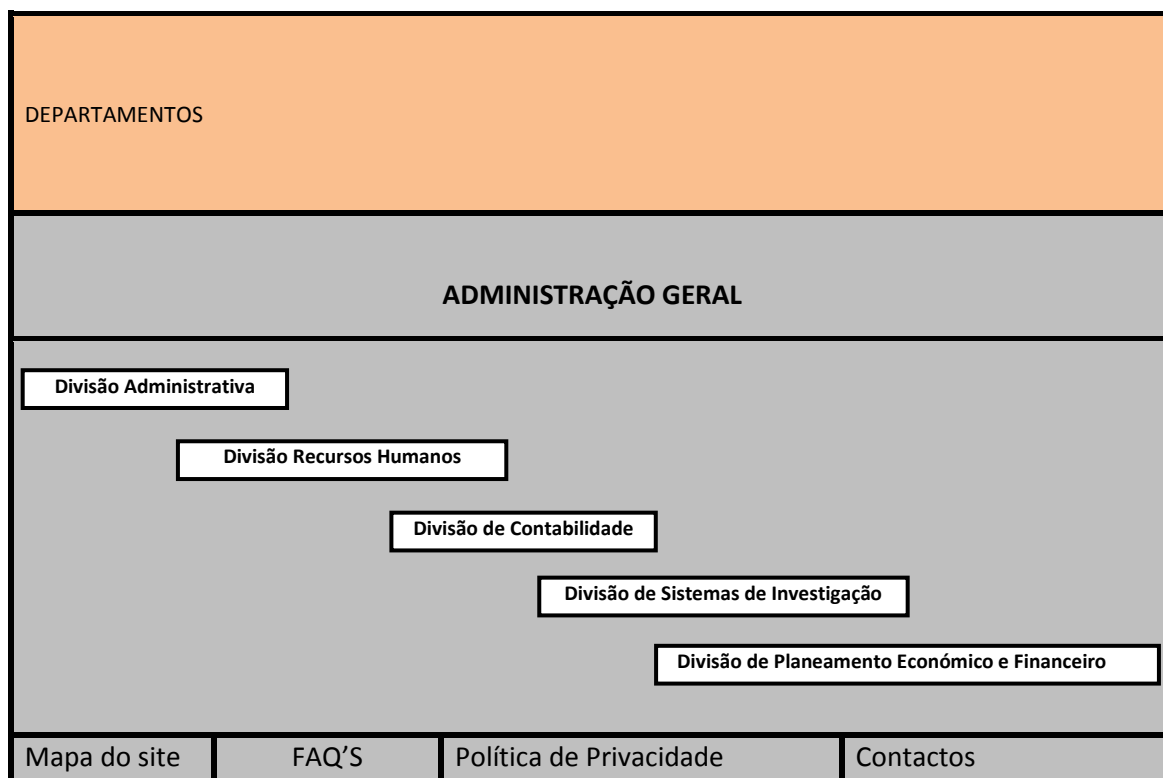 DEPARTAMENTOS
ADMINISTRAÇÃO GERAL
Divisão Administrativa
Divisão Recursos Humanos
Divisão de Contabilidade
Divisão de Sistemas de Investigação
Divisão de Planeamento Económico e Financeiro
Mapa do site FAQ’S Política de Privacidade Contactos